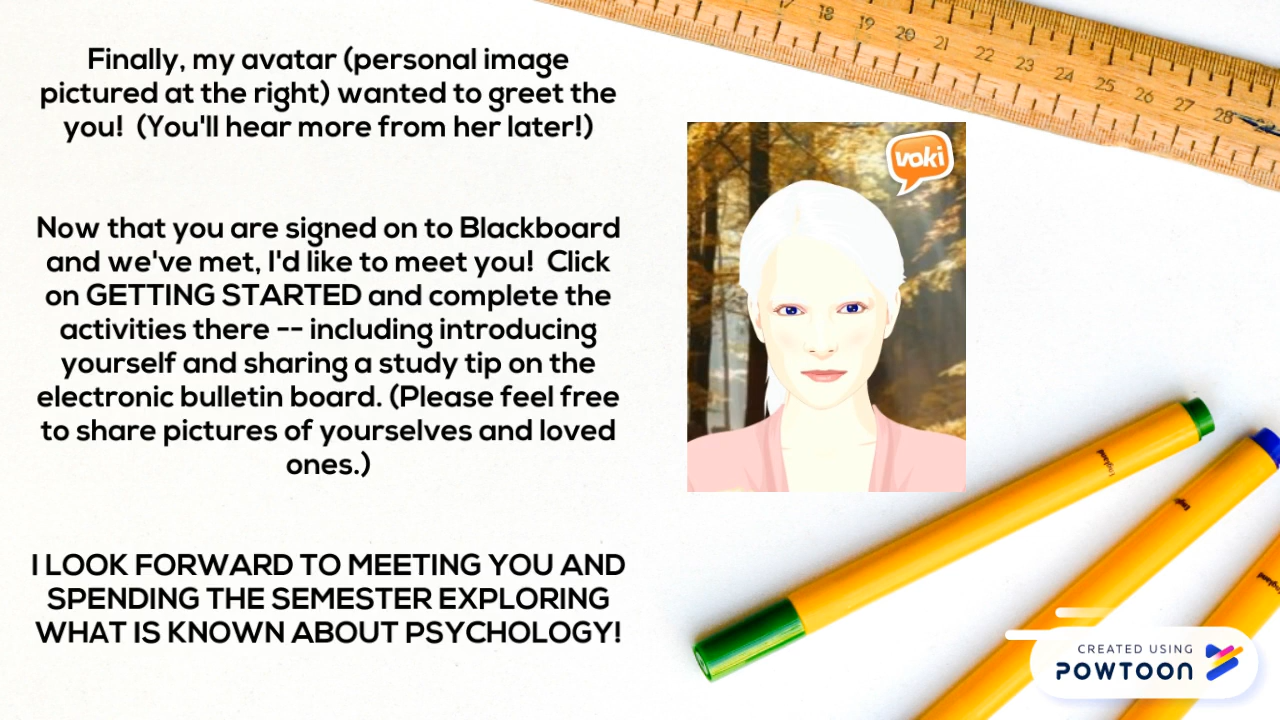 Finally, my avatar (personal image
pictured at the right) wanted to greet the
you!  (You'll hear more from her later!)
Now that you are signed on to Blackboard
and we've met, I'd like to meet you!  Click
on GETTING STARTED and complete the
activities there -- including introducing
yourself and sharing a study tip on the
electronic bulletin board. (Please feel free
to share pictures of yourselves and loved
ones.)
I LOOK FORWARD TO MEETING YOU AND
SPENDING THE SEMESTER EXPLORING
WHAT IS KNOWN ABOUT PSYCHOLOGY!
17 18 19 20 21 22 23 24 25 26 27 28
voki
England
CREATED USING
POWTOON